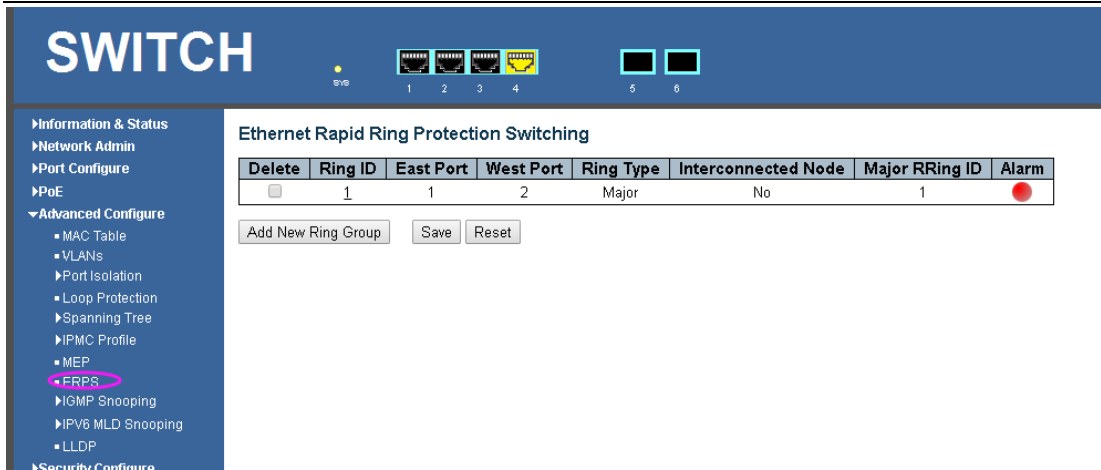 SWITCH
SYS
1 2 3 4 5 6
Information & Status
Network Admin
Port Configure
PoE
Advanced Configure
MAC Table
VLANs
Port Isolation
Loop Protection
Spanning Tree
IPMC Profile
MEP
ERPS
IGMP Snooping
IPV6 MLD Snooping
LLDP
Security Configure
Ethernet Rapid Ring Protection Switching
Delete Ring ID East Port West Port Ring Type Interconnected Node Major RRing ID Alarm
1 1 2 Major No 1
Add New Ring Group Save Reset